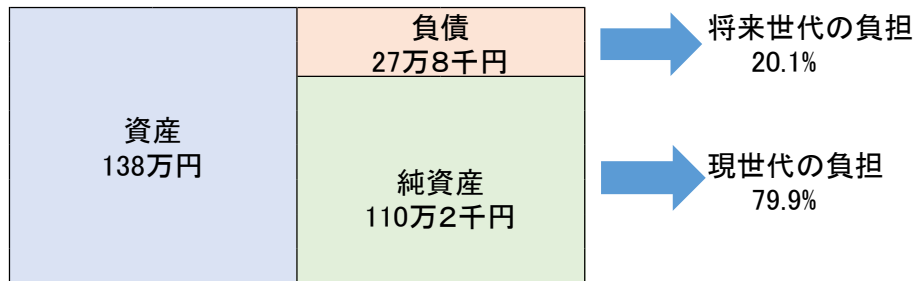 資産
138万円
負債
27万8千円
純資産
110万2千円
将来世代の負担
20.1%
現世代の負担
79.9%